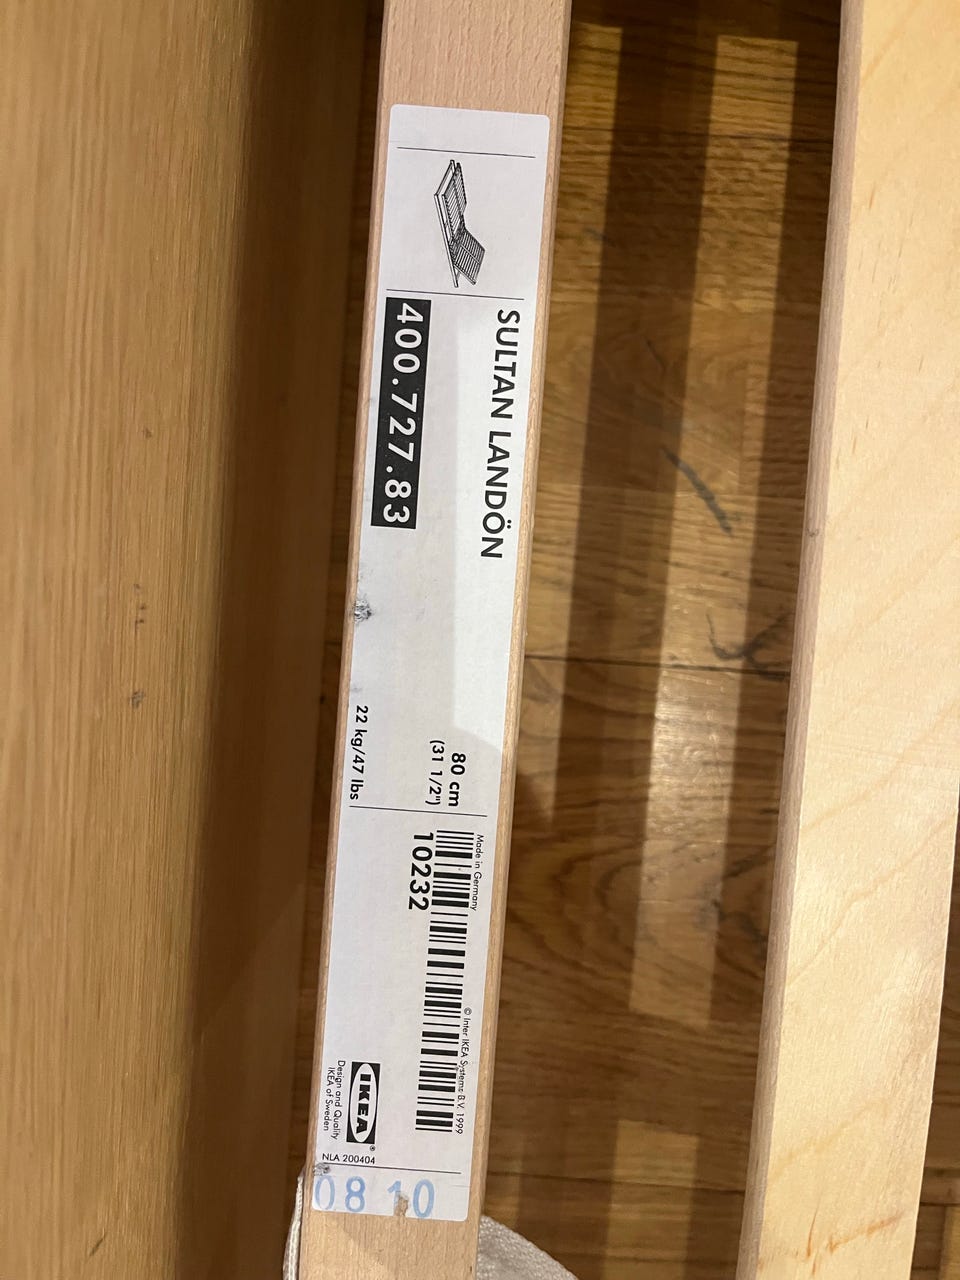 SULTAN LANDÖN
400.727.83
80 cm
(31 1/2")
22 kg/47 lbs
Made in Germany
10232
© Inter IKEA Systems B.V. 1999
IKEA®
Design and Quality
IKEA of Sweden
NLA 200404
08 10